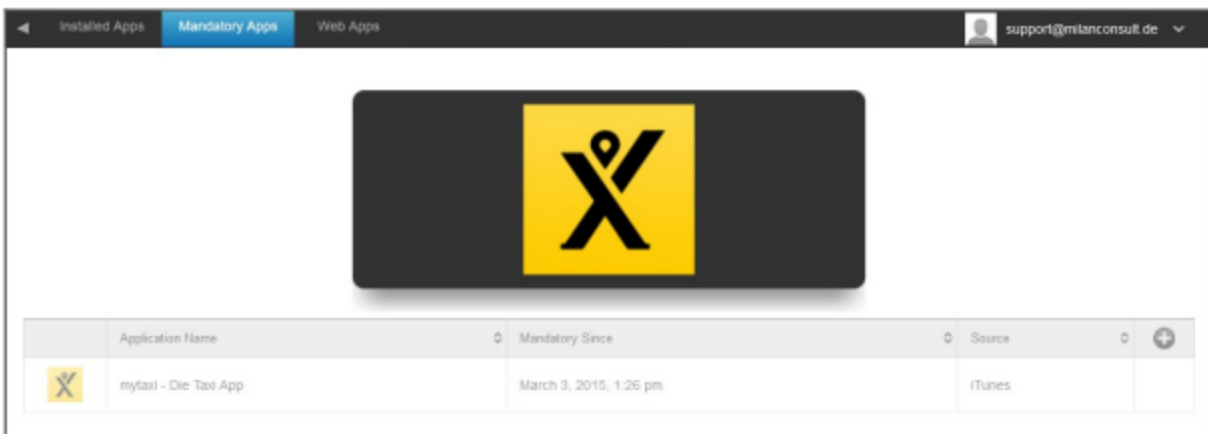 Installed Apps Mandatory Apps Web Apps support@milanconsult.de
Application Name Mandatory Since Source
mytaxi - Die Taxi App March 3, 2015, 1:26 pm iTunes